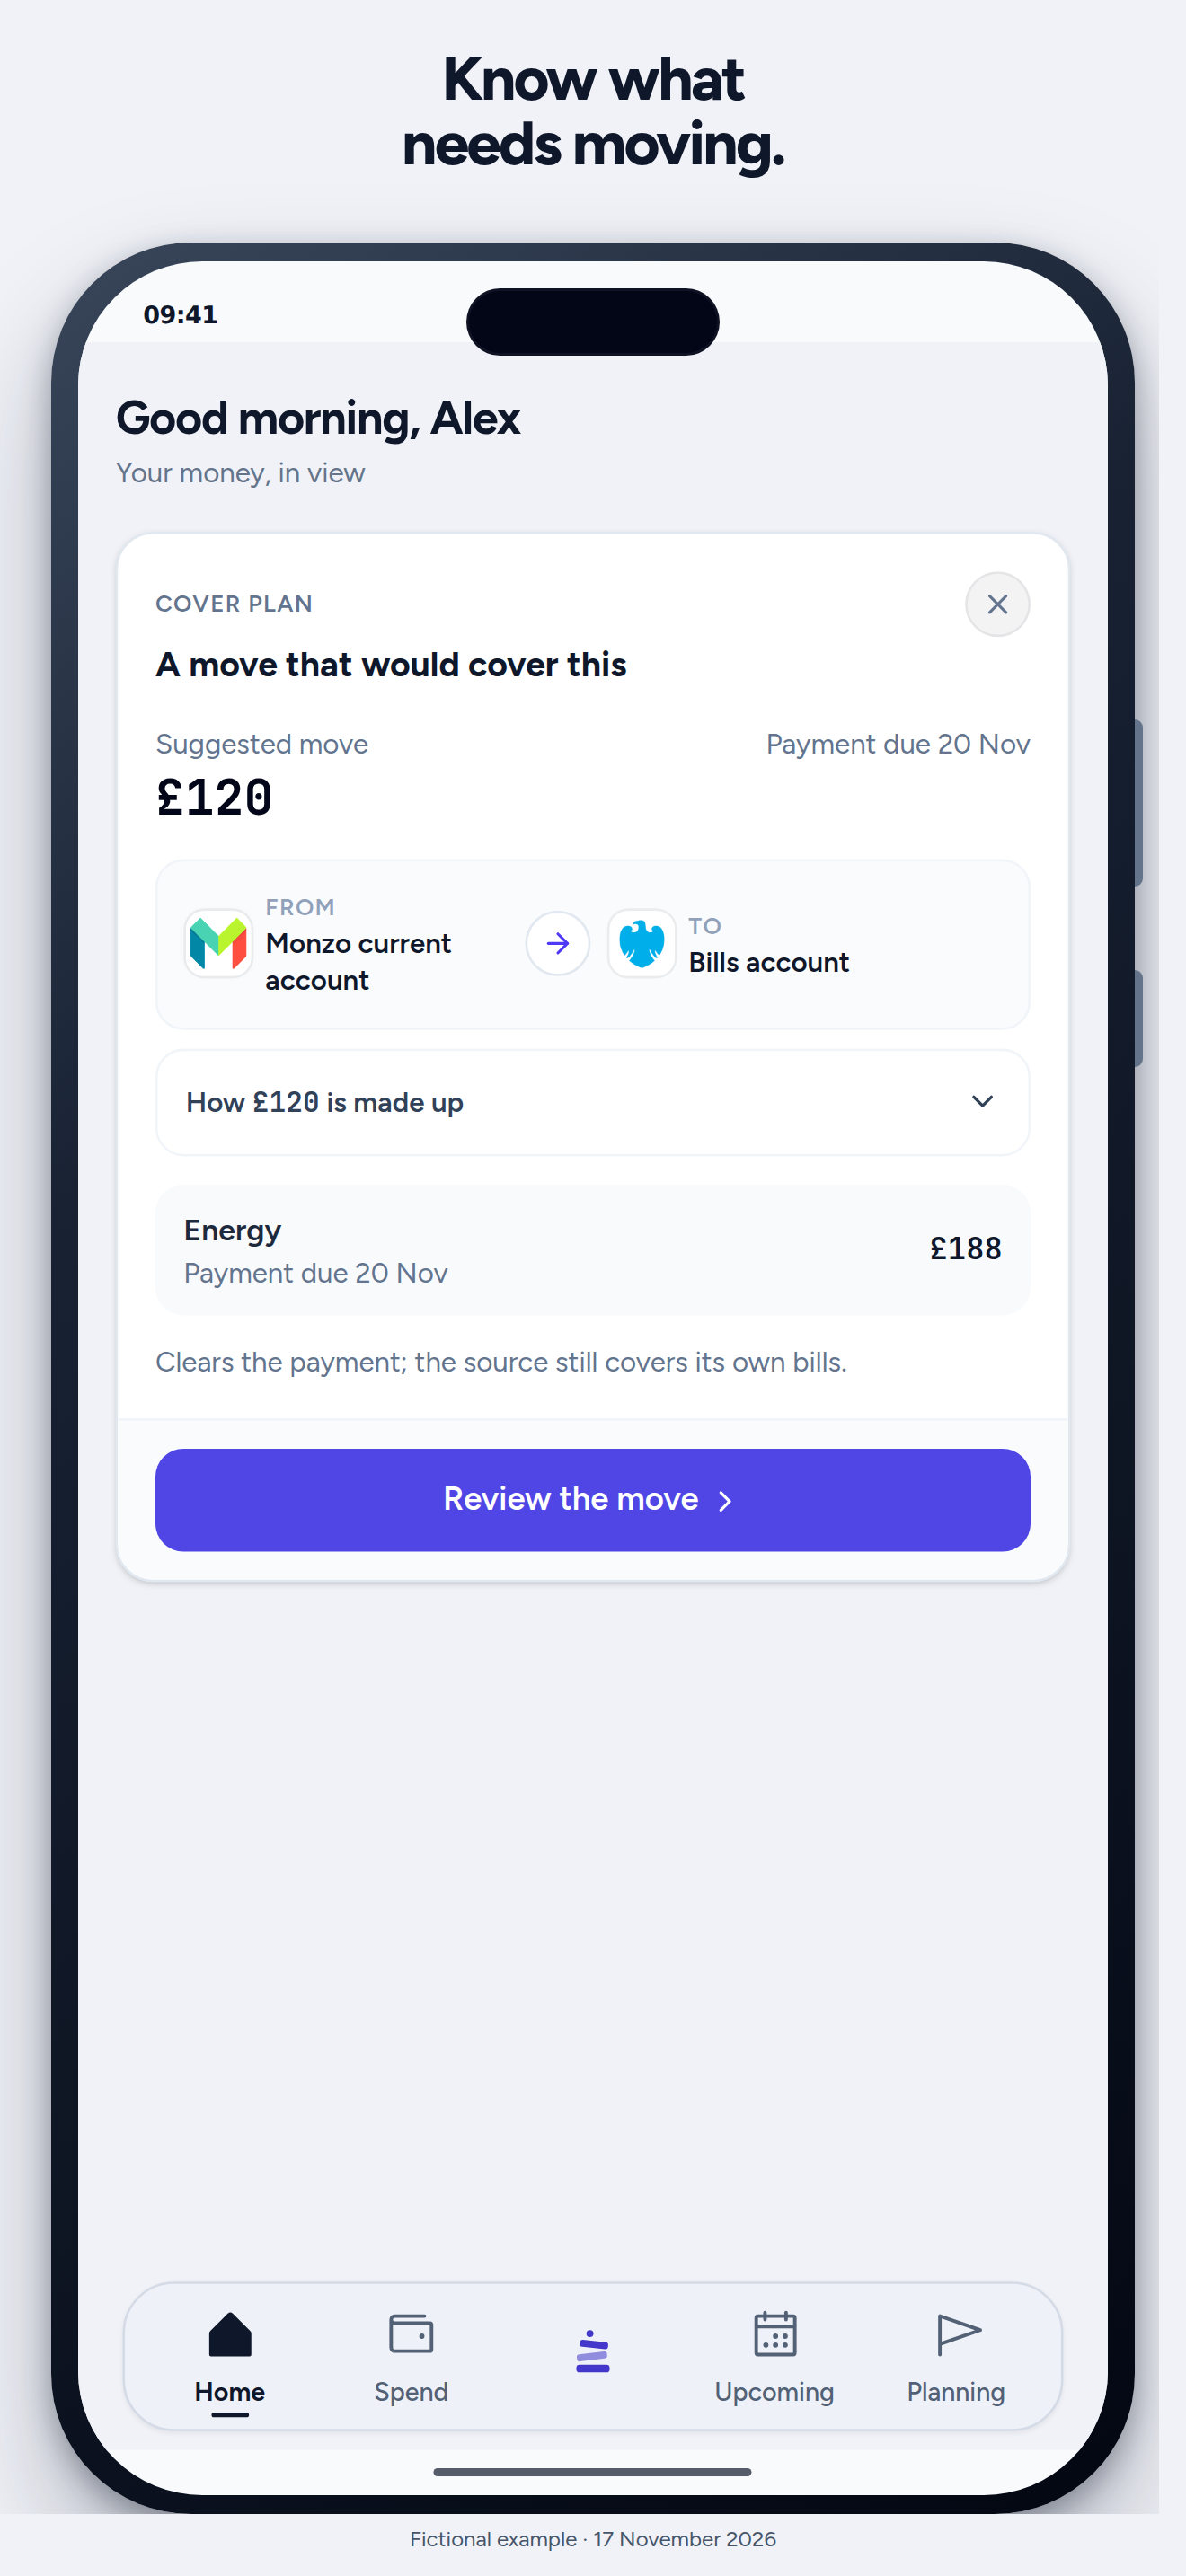 Know what
needs moving.
09:41
Good morning, Alex
Your money, in view
COVER PLAN
A move that would cover this
Suggested move
Payment due 20 Nov
£120
FROM
Monzo current
account
TO
Bills account
How £120 is made up
Energy
Payment due 20 Nov
£188
Clears the payment; the source still covers its own bills.
Review the move
Home
Spend
Upcoming
Planning
Fictional example · 17 November 2026